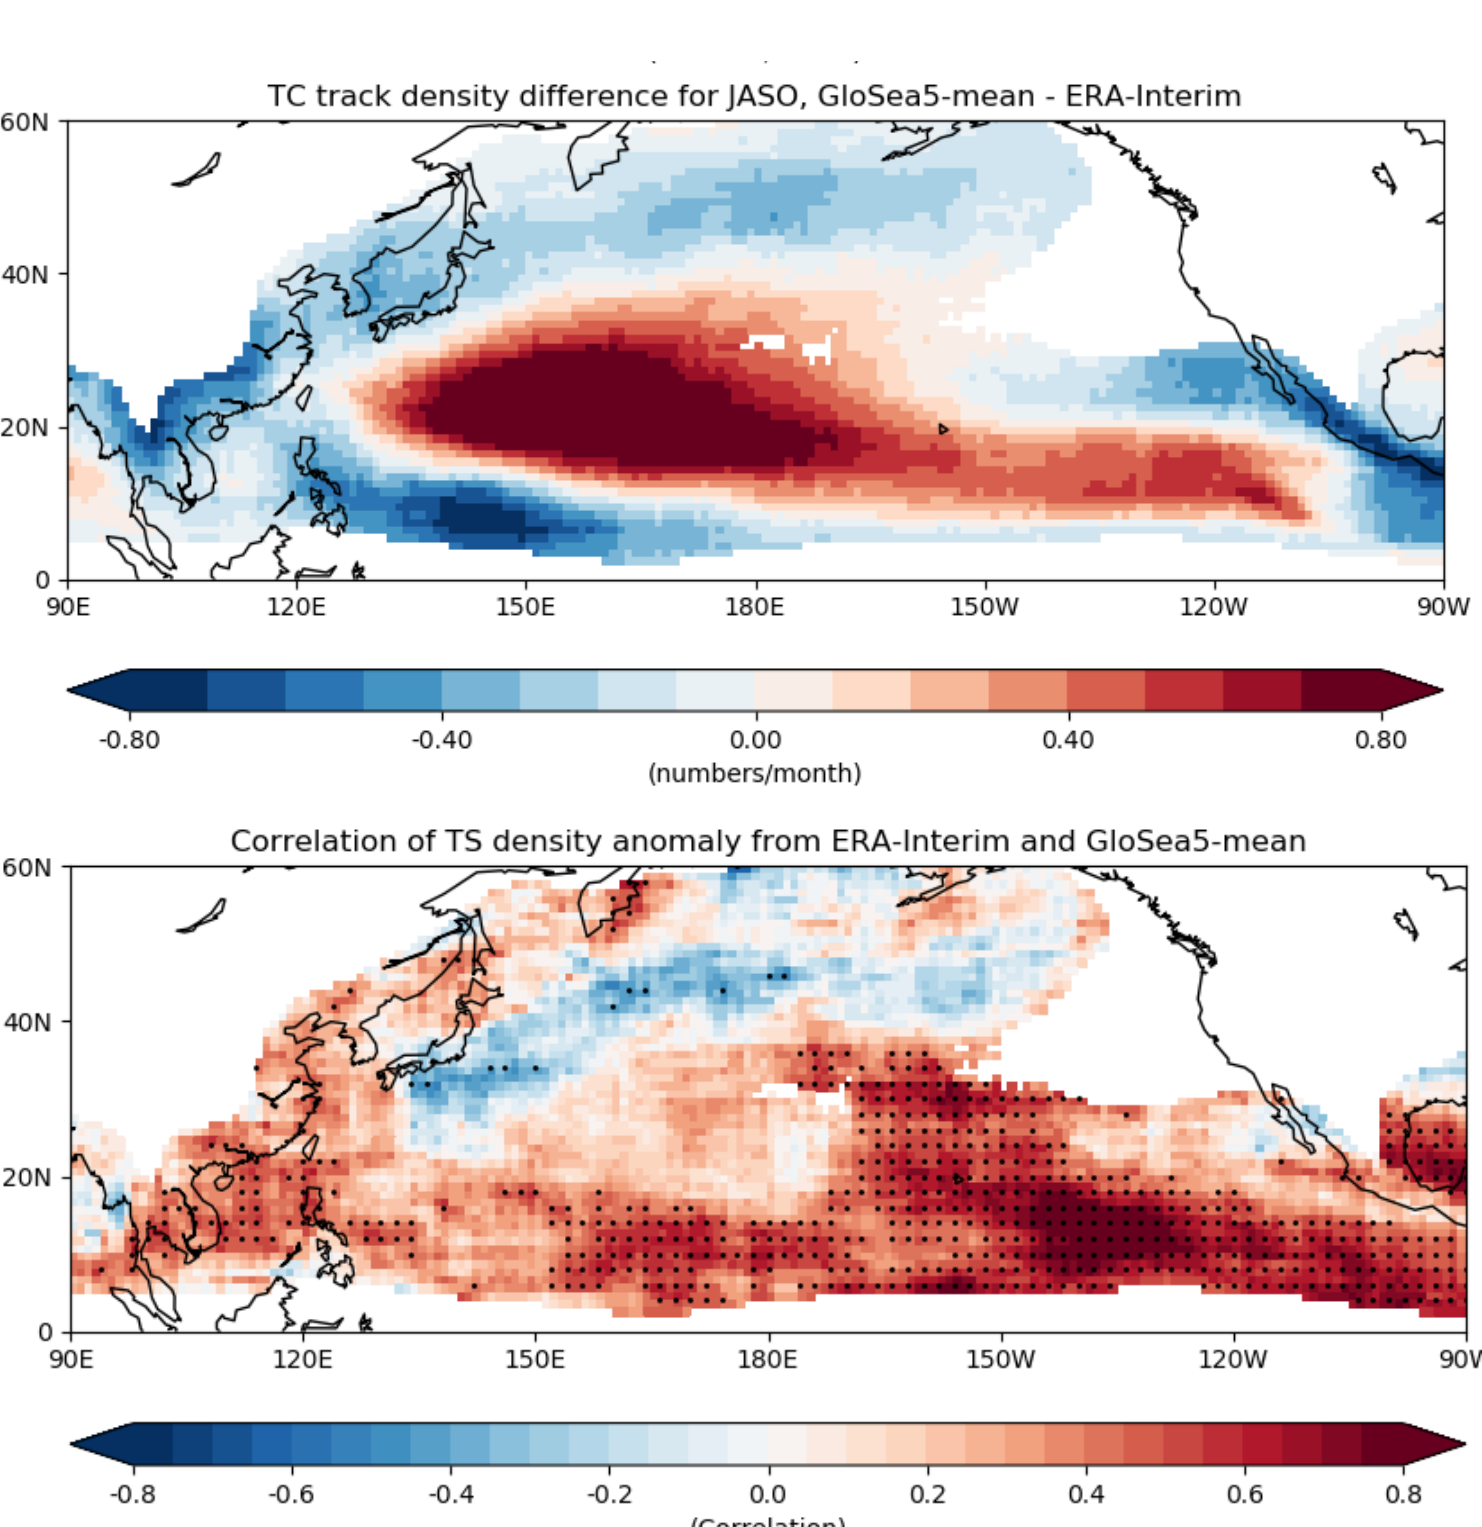 TC track density difference for JASO, GloSea5-mean - ERA-Interim
60N
40N
20N
0
90E 120E 150E 180E 150W 120W 90W
-0.80 -0.40 0.00 0.40 0.80
(numbers/month)
Correlation of TS density anomaly from ERA-Interim and GloSea5-mean
60N
40N
20N
0
90E 120E 150E 180E 150W 120W 90W
-0.8 -0.6 -0.4 -0.2 0.0 0.2 0.4 0.6 0.8
(Correlation)